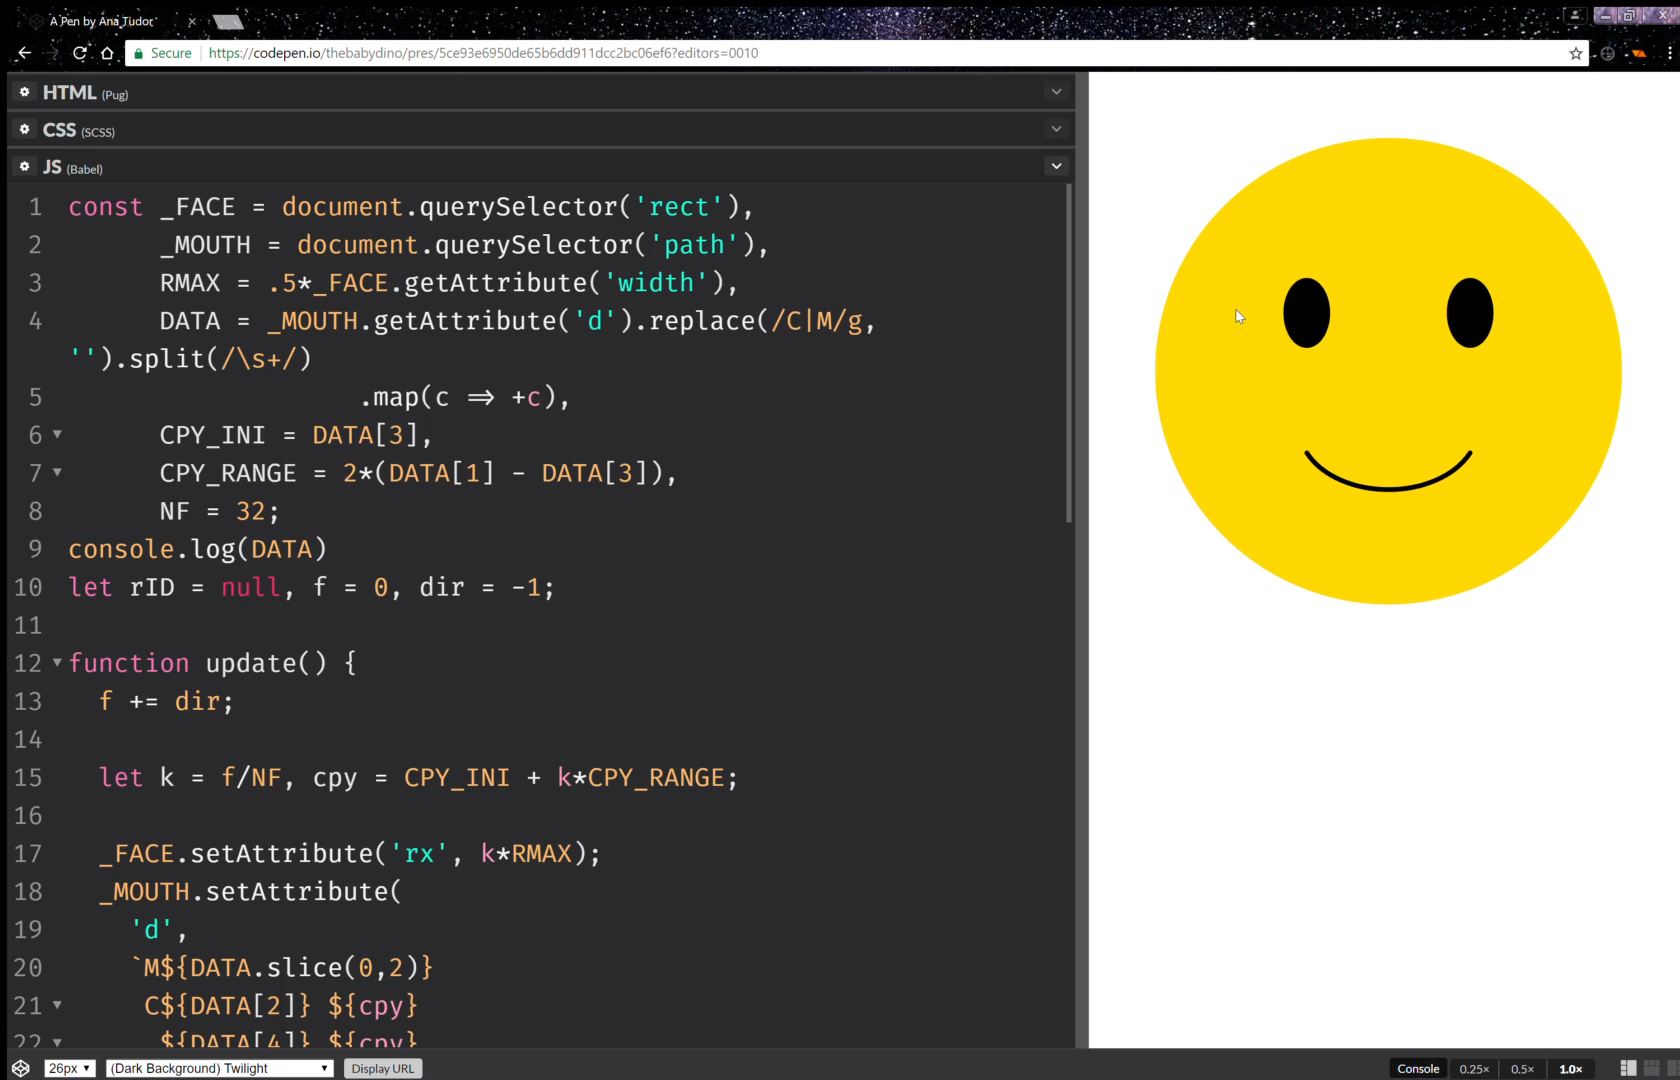 A Pen by Ana Tudor
Secure https://codepen.io/thebabydino/pres/5ce93e6950de65b6dd911dcc2bc06ef6?editors=0010
HTML (Pug)
CSS (SCSS)
JS (Babel)
1 const _FACE = document.querySelector('rect'),
2 _MOUTH = document.querySelector('path'),
3 RMAX = .5*_FACE.getAttribute('width'),
4 DATA = _MOUTH.getAttribute('d').replace(/C|M/g,
'').split(/\s+/)
5 .map(c => +c),
6 CPY_INI = DATA[3],
7 CPY_RANGE = 2*(DATA[1] - DATA[3]),
8 NF = 32;
9 console.log(DATA)
10 let rID = null, f = 0, dir = -1;
11
12 function update() {
13 f += dir;
14
15 let k = f/NF, cpy = CPY_INI + k*CPY_RANGE;
16
17 _FACE.setAttribute('rx', k*RMAX);
18 _MOUTH.setAttribute(
19 'd',
20 `M${DATA.slice(0,2)}
21 C${DATA[2]} ${cpy}
22 ${DATA[4]} ${cpy}
26px (Dark Background) Twilight Display URL Console 0.25× 0.5× 1.0×